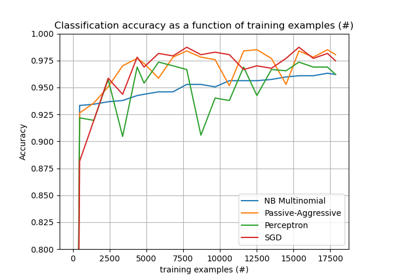 Classification accuracy as a function of training examples (#)
1.000
0.975
0.950
0.925
0.900
0.875
0.850
0.825
0.800
Accuracy
NB Multinomial
Passive-Aggressive
Perceptron
SGD
0 2500 5000 7500 10000 12500 15000 17500
training examples (#)